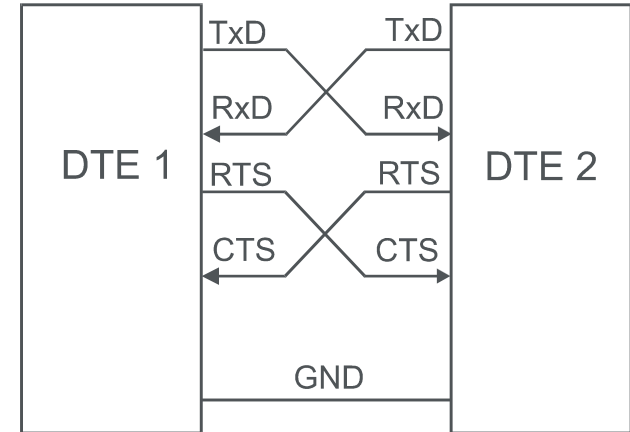 TxD TxD
RxD RxD
DTE 1 DTE 2
RTS RTS
CTS CTS
GND